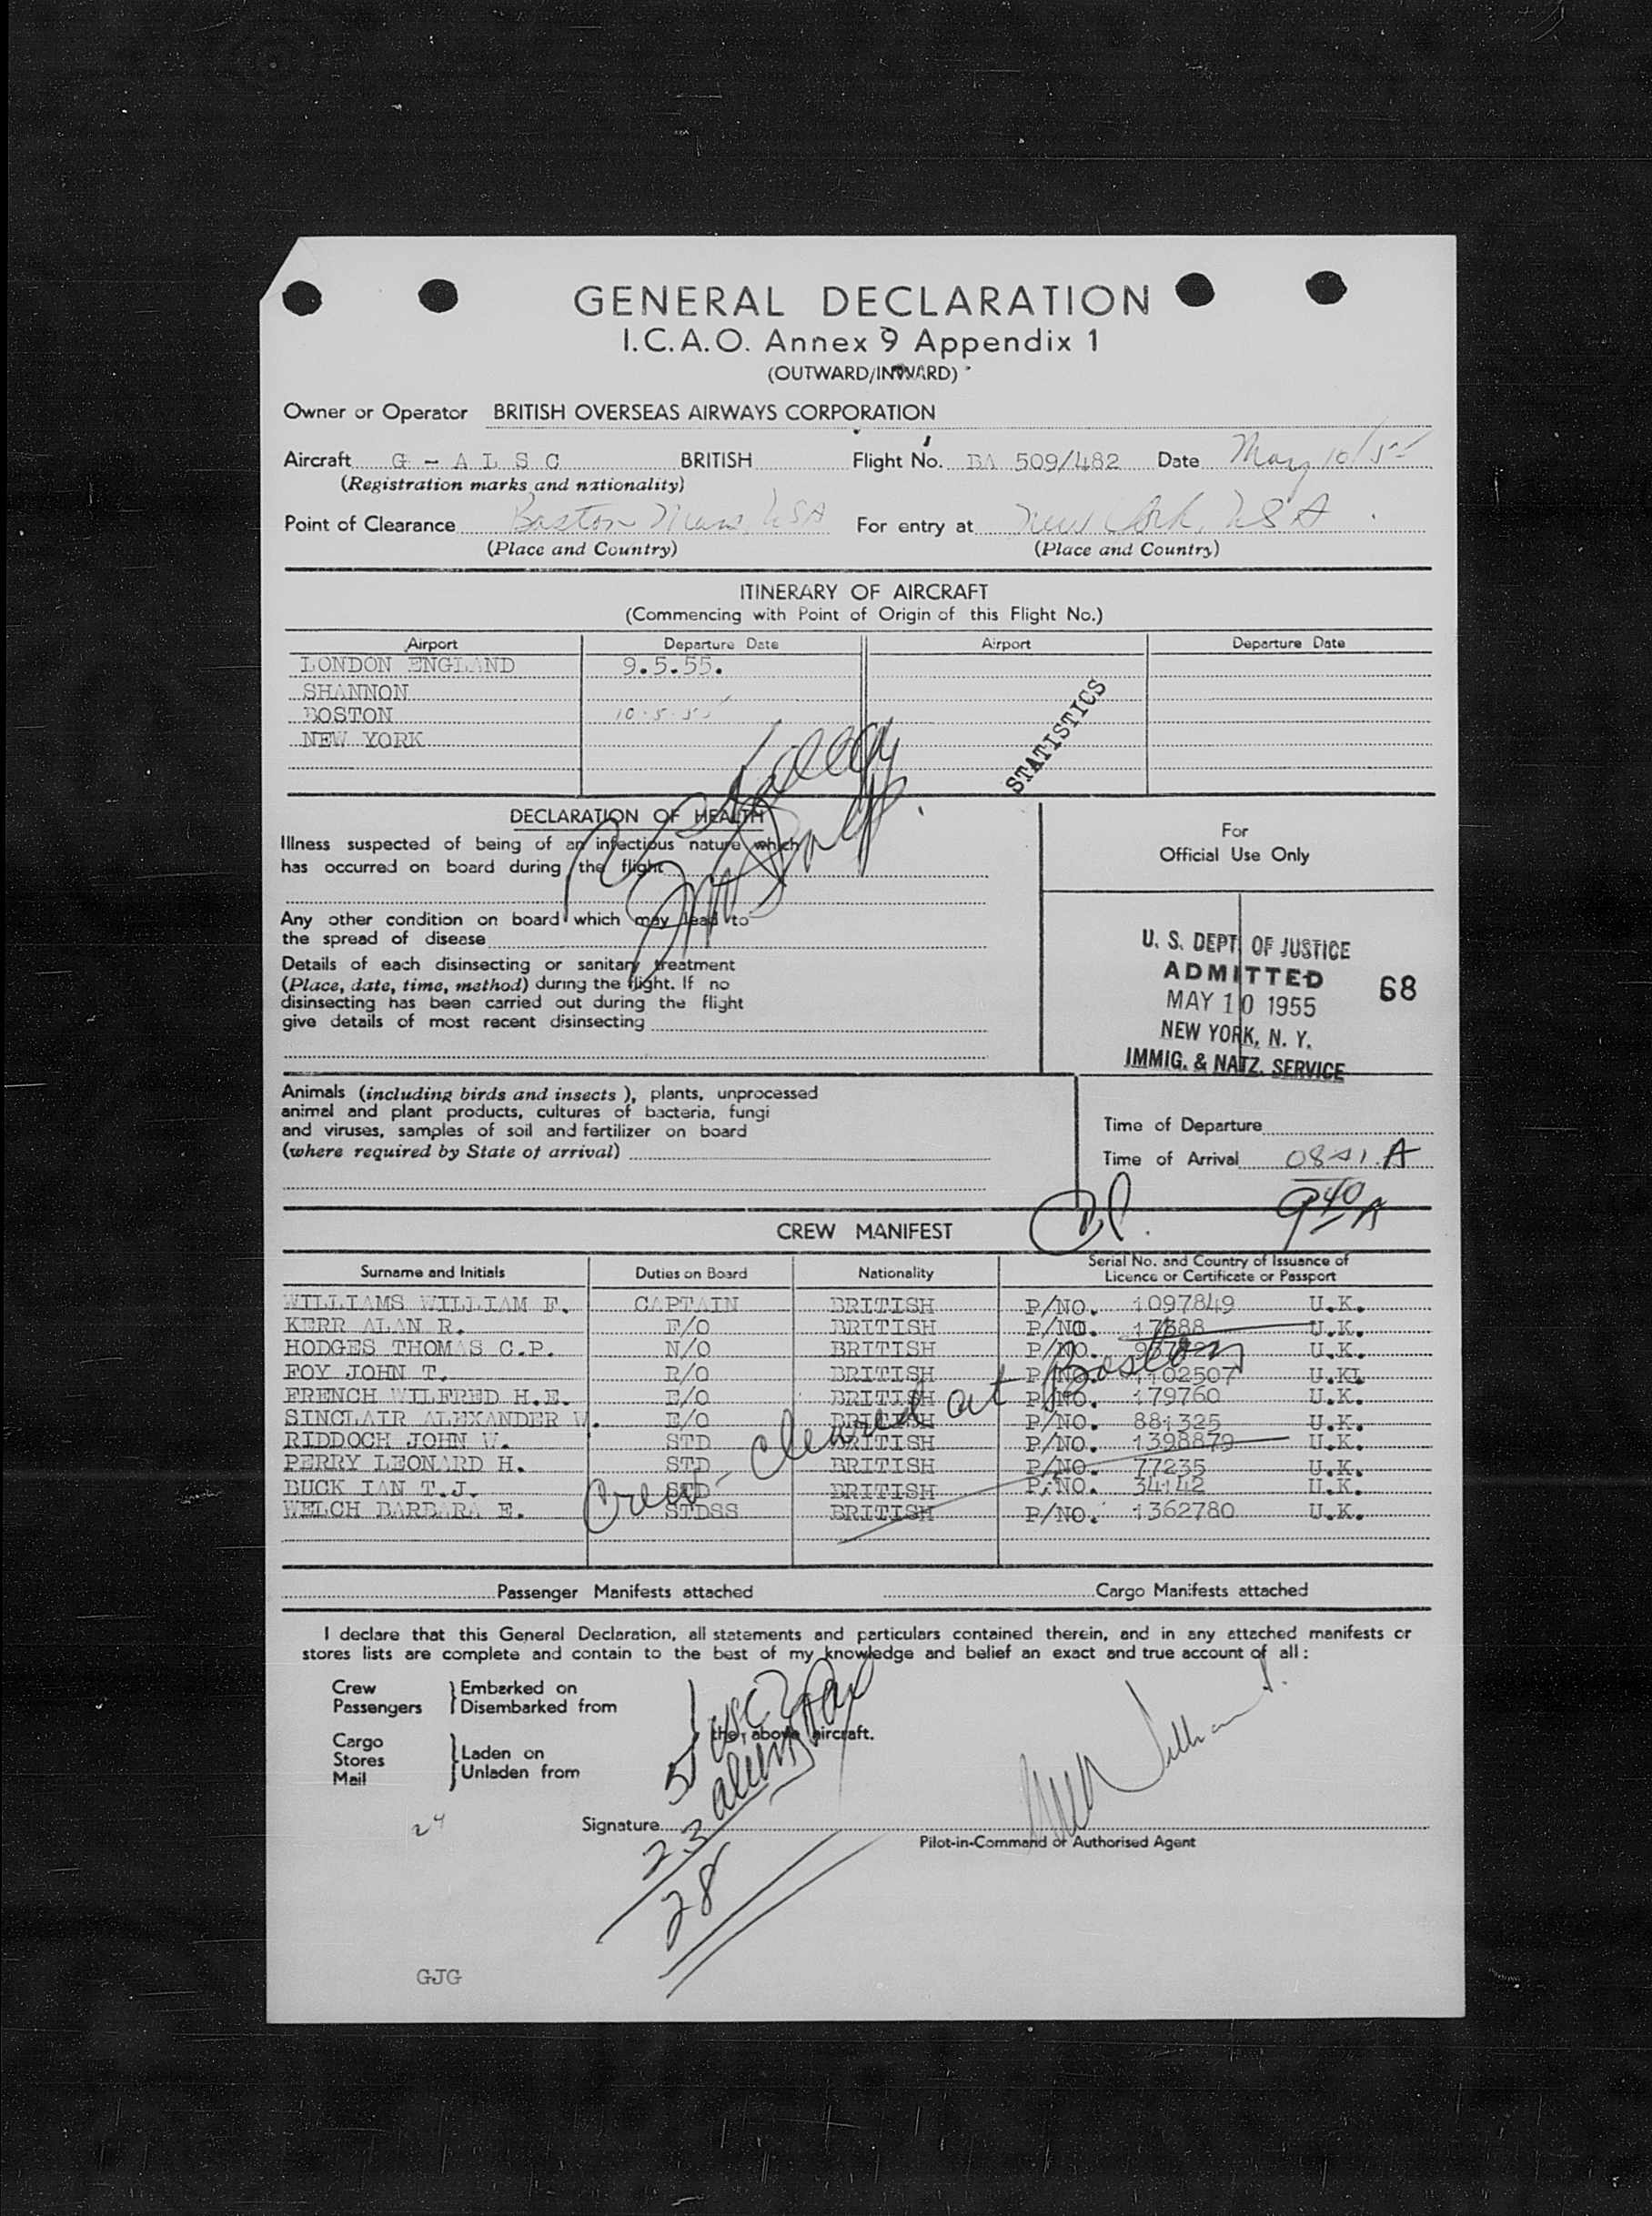 GENERAL DECLARATION
I.C.A.O. Annex 9 Appendix 1
(OUTWARD/INWARD)
Owner or Operator BRITISH OVERSEAS AIRWAYS CORPORATION
Aircraft G - A L S C BRITISH Flight No. BA 509/482 Date May 10/55
(Registration marks and nationality)
Point of Clearance Boston Mass, USA For entry at New York, USA
(Place and Country) (Place and Country)
ITINERARY OF AIRCRAFT
(Commencing with Point of Origin of this Flight No.)
Airport Departure Date Airport Departure Date
LONDON ENGLAND 9.5.55.
SHANNON
BOSTON 10.5.55
NEW YORK
STATISTICS
DECLARATION OF HEALTH
Illness suspected of being of an infectious nature which
has occurred on board during the flight
Any other condition on board which may lead to
the spread of disease
Details of each disinsecting or sanitary treatment
(Place, date, time, method) during the flight. If no
disinsecting has been carried out during the flight
give details of most recent disinsecting
For
Official Use Only
U. S. DEPT. OF JUSTICE
ADMITTED 68
MAY 10 1955
NEW YORK, N. Y.
IMMIG. & NATZ. SERVICE
Animals (including birds and insects ), plants, unprocessed
animal and plant products, cultures of bacteria, fungi
and viruses, samples of soil and fertilizer on board
(where required by State of arrival)
Time of Departure
Time of Arrival 0841 A
940 A
CREW MANIFEST
Surname and Initials Duties on Board Nationality Serial No. and Country of Issuance of
Licence or Certificate or Passport
WILLIAMS WILLIAM F. CAPTAIN BRITISH P/NO. 1097849 U.K.
KERR ALAN R. F/O BRITISH P/NO. 17688 U.K.
HODGES THOMAS C.P. N/O BRITISH P/NO. U.K.
FOY JOHN T. R/O BRITISH P/NO. 1102507 U.KI
FRENCH WILFRED H.E. E/O BRITISH P/NO. 179760 U.K.
SINCLAIR ALEXANDER W. E/O BRITISH P/NO. 881325 U.K.
RIDDOCH JOHN W. STD BRITISH P/NO. 1398879 U.K.
PERRY LEONARD H. STD BRITISH P/NO. 77235 U.K.
BUCK IAN T.J. STD BRITISH P/NO. 34142 U.K.
WELCH BARBARA E. STDSS BRITISH P/NO. 1362780 U.K.
Crew - cleared at Boston
Passenger Manifests attached Cargo Manifests attached
I declare that this General Declaration, all statements and particulars contained therein, and in any attached manifests or
stores lists are complete and contain to the best of my knowledge and belief an exact and true account of all :
Crew
Passengers
Embarked on
Disembarked from
the above aircraft.
Cargo
Stores
Mail
Laden on
Unladen from
5 USC
23 aliens
28
24
Signature
Pilot-in-Command or Authorised Agent
GJG